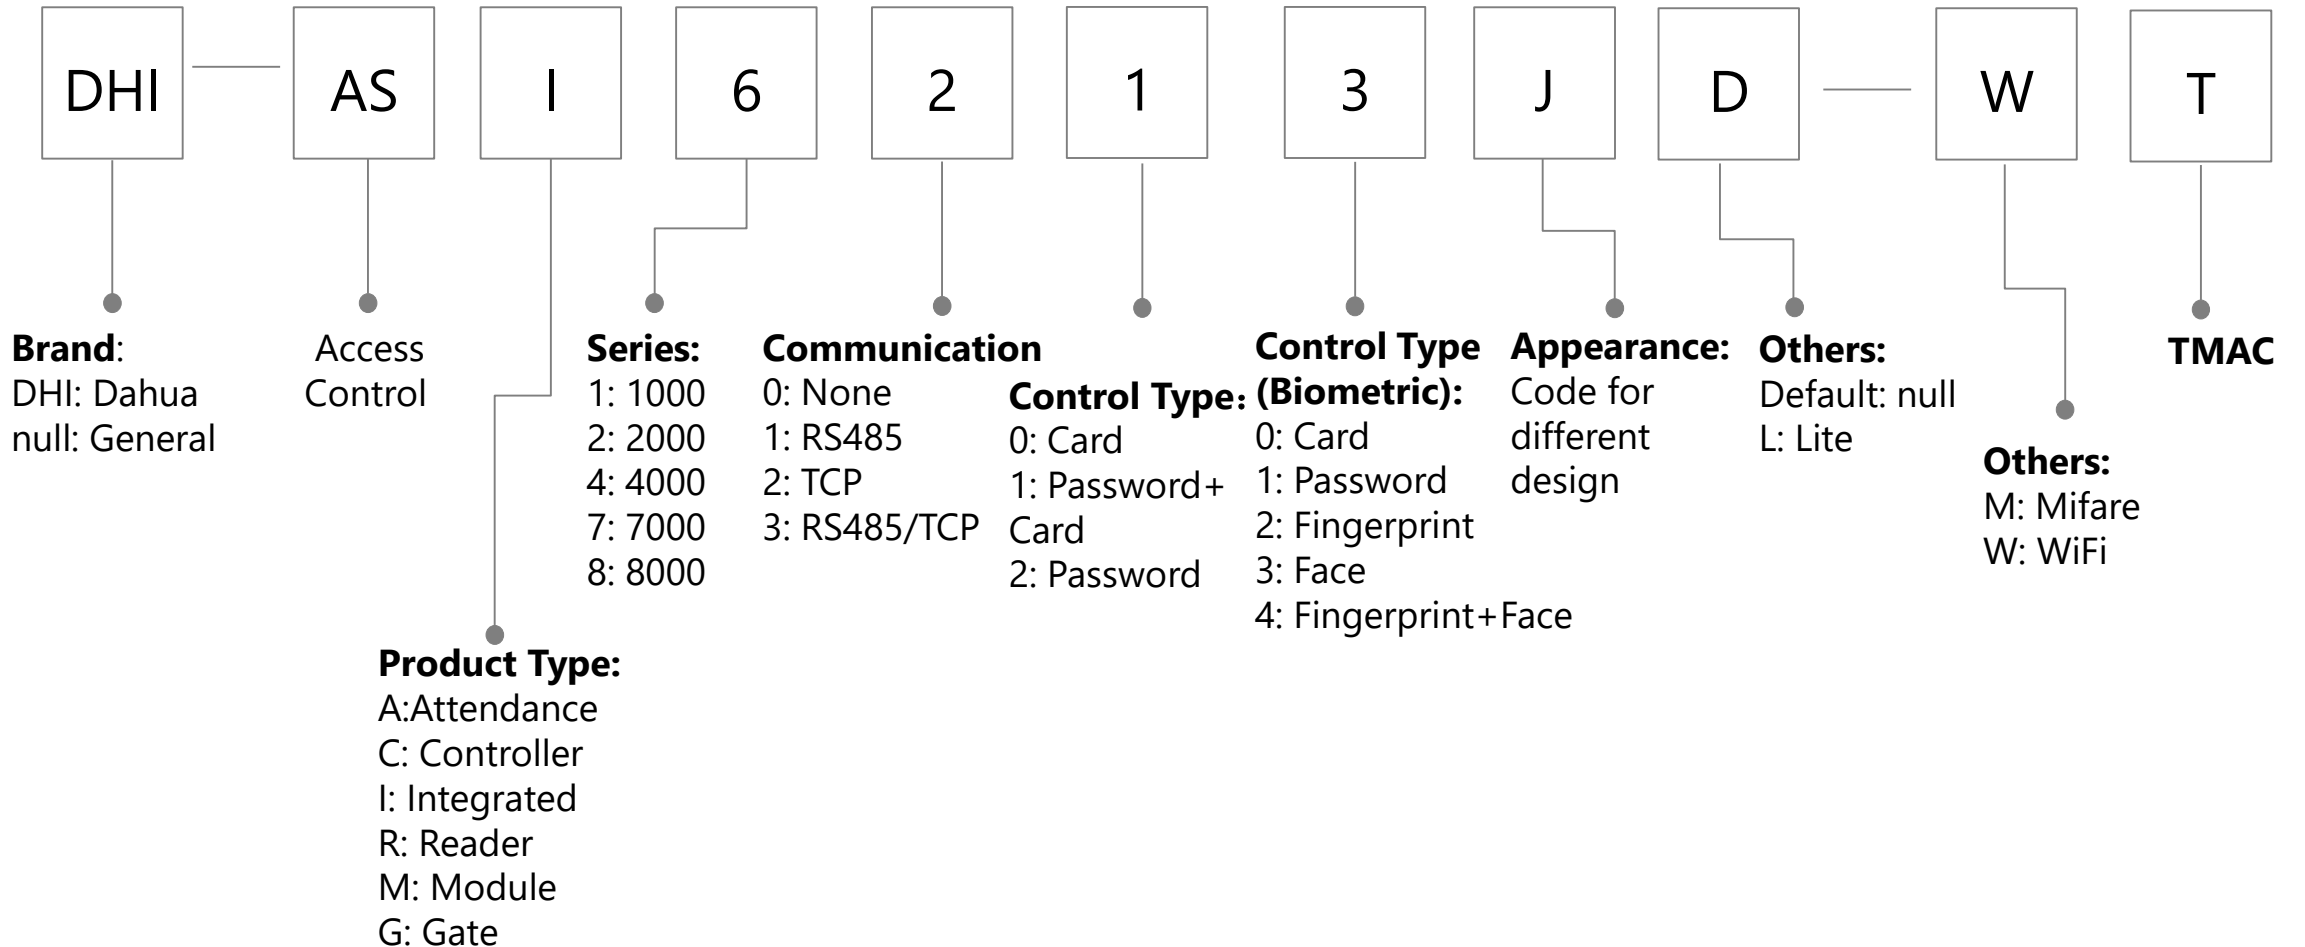 DHI AS I 6 2 1 3 J D W T
Brand:
DHI: Dahua
null: General
Access
Control
Product Type:
A:Attendance
C: Controller
I: Integrated
R: Reader
M: Module
G: Gate
Series:
1: 1000
2: 2000
4: 4000
7: 7000
8: 8000
Communication
0: None
1: RS485
2: TCP
3: RS485/TCP
Control Type：
0: Card
1: Password+
Card
2: Password
Control Type
(Biometric):
0: Card
1: Password
2: Fingerprint
3: Face
4: Fingerprint+Face
Appearance:
Code for
different
design
Others:
Default: null
L: Lite
Others:
M: Mifare
W: WiFi
TMAC